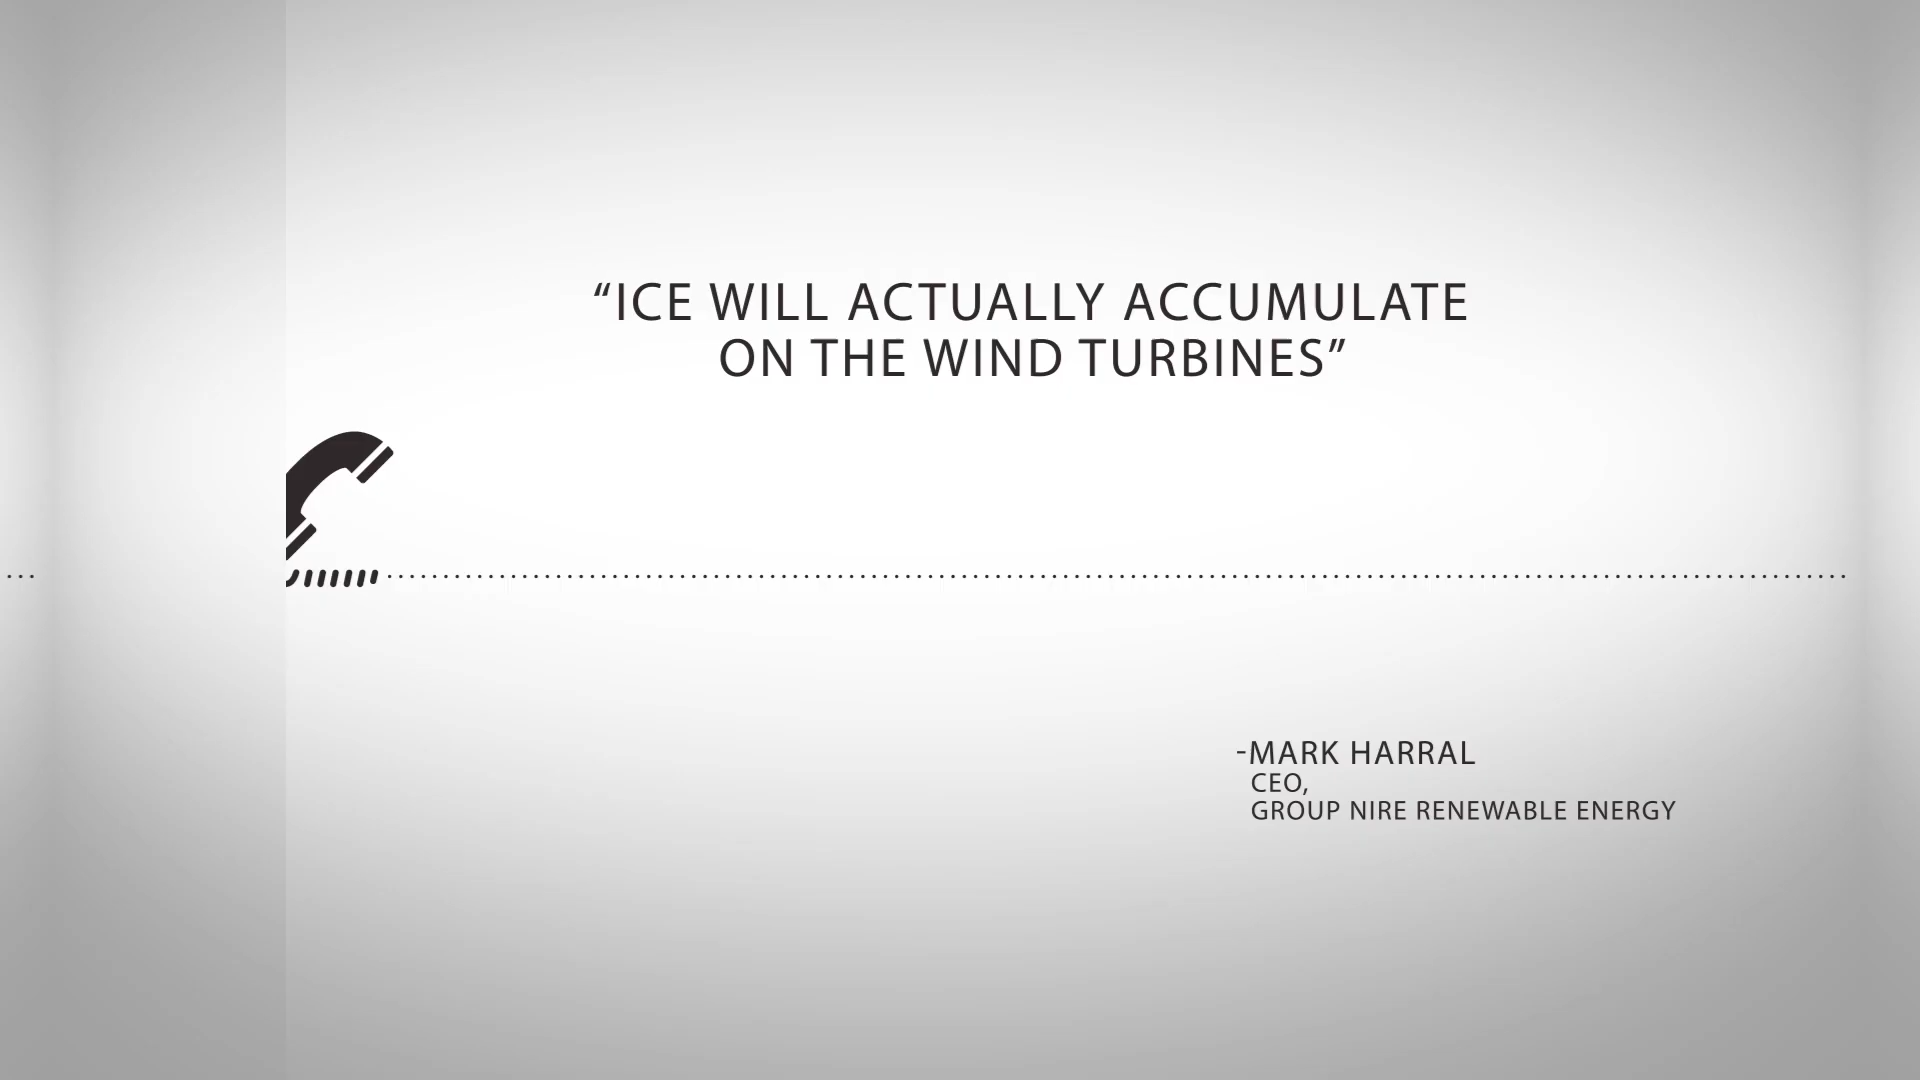 “ICE WILL ACTUALLY ACCUMULATE
ON THE WIND TURBINES”
-MARK HARRAL
CEO,
GROUP NIRE RENEWABLE ENERGY